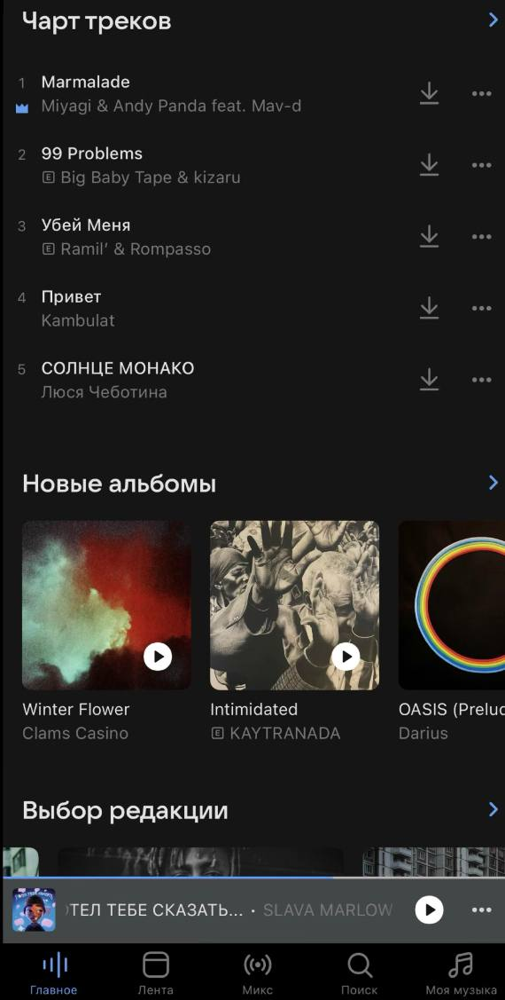 Чарт треков
1 Marmalade
Miyagi & Andy Panda feat. Mav-d
2 99 Problems
E Big Baby Tape & kizaru
3 Убей Меня
E Ramil’ & Rompasso
4 Привет
Kambulat
5 СОЛНЦЕ МОНАКО
Люся Чеботина
Новые альбомы
Winter Flower
Clams Casino
Intimidated
E KAYTRANADA
OASIS (Preluc
Darius
Выбор редакции
ТЕЛ ТЕБЕ СКАЗАТЬ... • SLAVA MARLOW
Главное
Лента
Микс
Поиск
Моя музыка